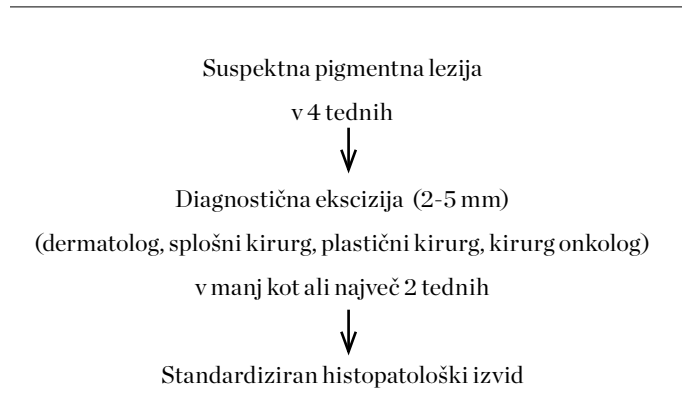 Suspektna pigmentna lezija
v 4 tednih
Diagnostična ekscizija (2-5 mm)
(dermatolog, splošni kirurg, plastični kirurg, kirurg onkolog)
v manj kot ali največ 2 tednih
Standardiziran histopatološki izvid